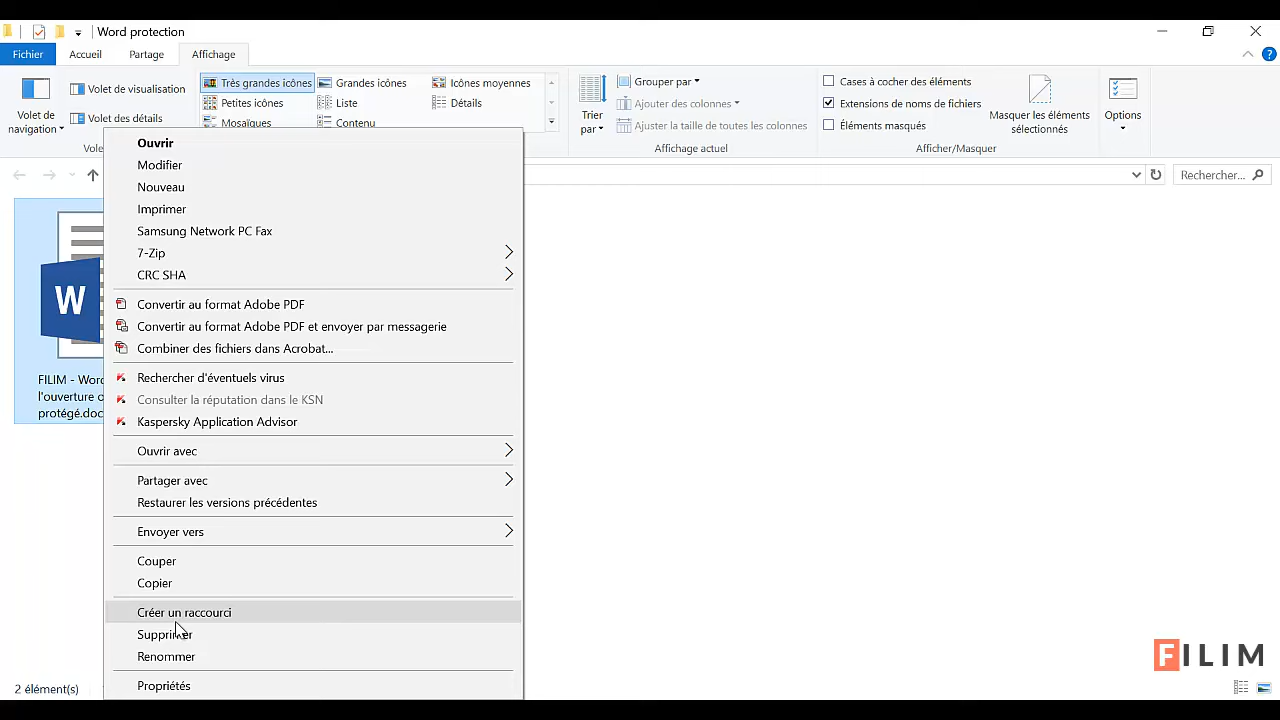 Word protection
Fichier
Accueil
Partage
Affichage
Volet de navigation
Volet de visualisation
Volet des détails
Vole
Très grandes icônes
Grandes icônes
Icônes moyennes
Petites icônes
Liste
Détails
Mosaïques
Contenu
Trier par
Grouper par
Ajouter des colonnes
Ajuster la taille de toutes les colonnes
Affichage actuel
Cases à cocher des éléments
Extensions de noms de fichiers
Éléments masqués
Masquer les éléments sélectionnés
Afficher/Masquer
Options
Rechercher...
W
FILIM - Word
l'ouverture
protégé.doc
Ouvrir
Modifier
Nouveau
Imprimer
Samsung Network PC Fax
7-Zip
CRC SHA
Convertir au format Adobe PDF
Convertir au format Adobe PDF et envoyer par messagerie
Combiner des fichiers dans Acrobat...
Rechercher d'éventuels virus
Consulter la réputation dans le KSN
Kaspersky Application Advisor
Ouvrir avec
Partager avec
Restaurer les versions précédentes
Envoyer vers
Couper
Copier
Créer un raccourci
Supprimer
Renommer
Propriétés
2 élément(s)
FILIM